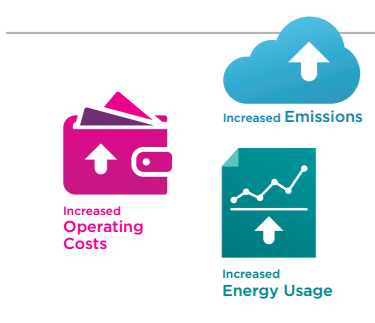 Increased Emissions
Increased
Operating
Costs
Increased
Energy Usage